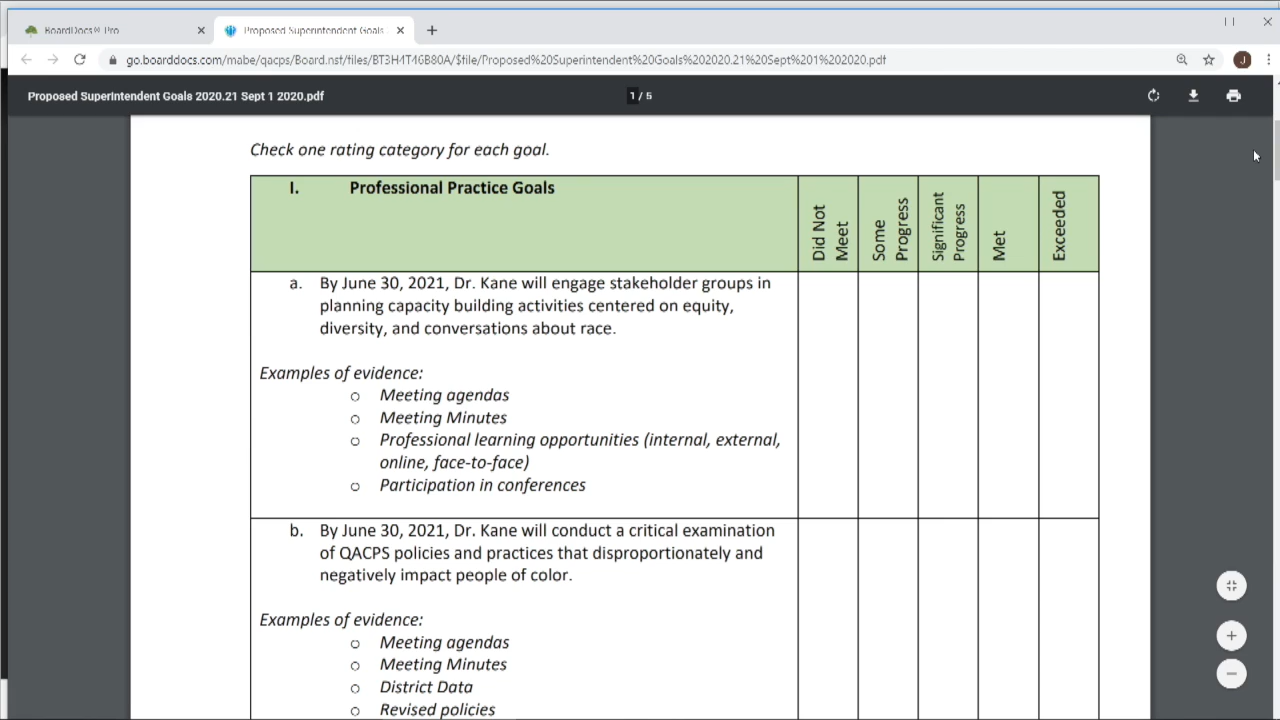 BoardDocs® Pro
Proposed Superintendent Goals
go.boarddocs.com/mabe/qacps/Board.nsf/files/BT3H4T46B80A/$file/Proposed%20Superintendent%20Goals%202020.21%20Sept%201%202020.pdf
J
Proposed Superintendent Goals 2020.21 Sept 1 2020.pdf
1 / 5
Check one rating category for each goal.
I. Professional Practice Goals
Did Not
Meet
Some
Progress
Significant
Progress
Met
Exceeded
a. By June 30, 2021, Dr. Kane will engage stakeholder groups in
planning capacity building activities centered on equity,
diversity, and conversations about race.
Examples of evidence:
o Meeting agendas
o Meeting Minutes
o Professional learning opportunities (internal, external,
online, face-to-face)
o Participation in conferences
b. By June 30, 2021, Dr. Kane will conduct a critical examination
of QACPS policies and practices that disproportionately and
negatively impact people of color.
Examples of evidence:
o Meeting agendas
o Meeting Minutes
o District Data
o Revised policies